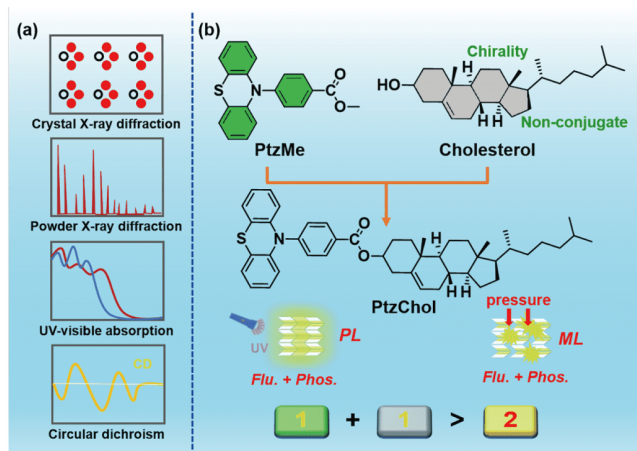 (a)
Crystal X-ray diffraction
Powder X-ray diffraction
UV-visible absorption
CD
Circular dichroism
(b)
S
N
O
O
PtzMe
Chirality
HO
H
H
H
Non-conjugate
Cholesterol
S
N
O
O
H
H
H
PtzChol
UV
PL
Flu. + Phos.
pressure
ML
Flu. + Phos.
1 + 1 > 2